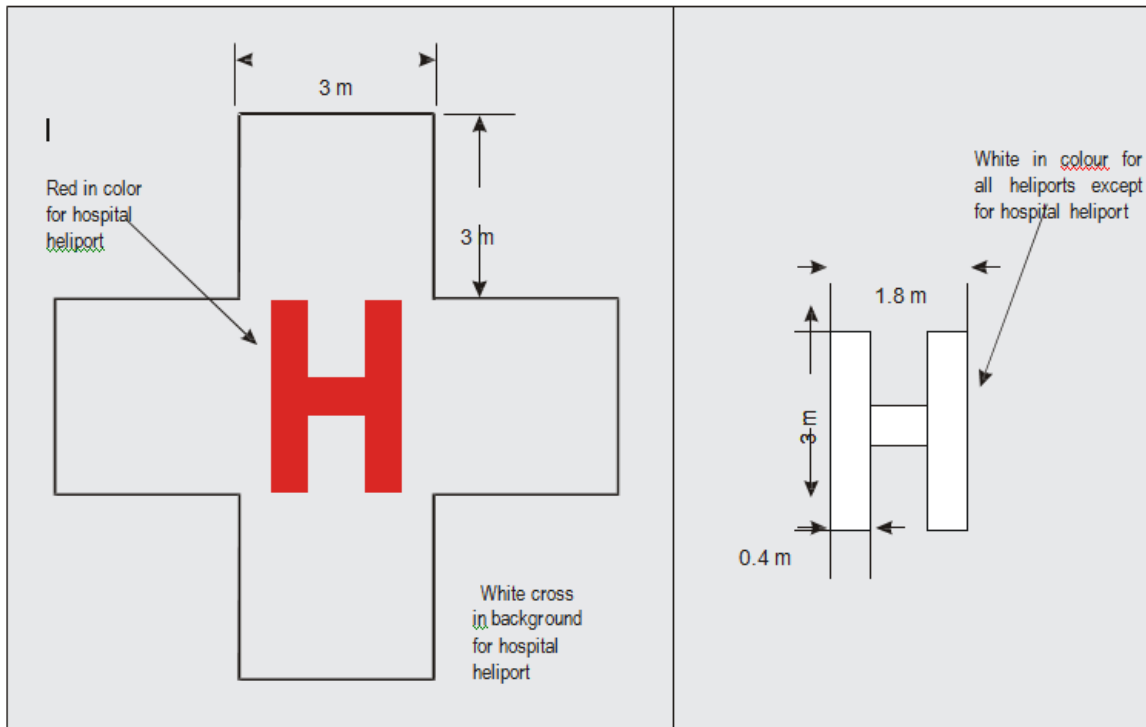 3 m
Red in color
for hospital
heliport
3 m
H
White cross
in background
for hospital
heliport
White in colour for
all heliports except
for hospital heliport
1.8 m
3 m
H
0.4 m